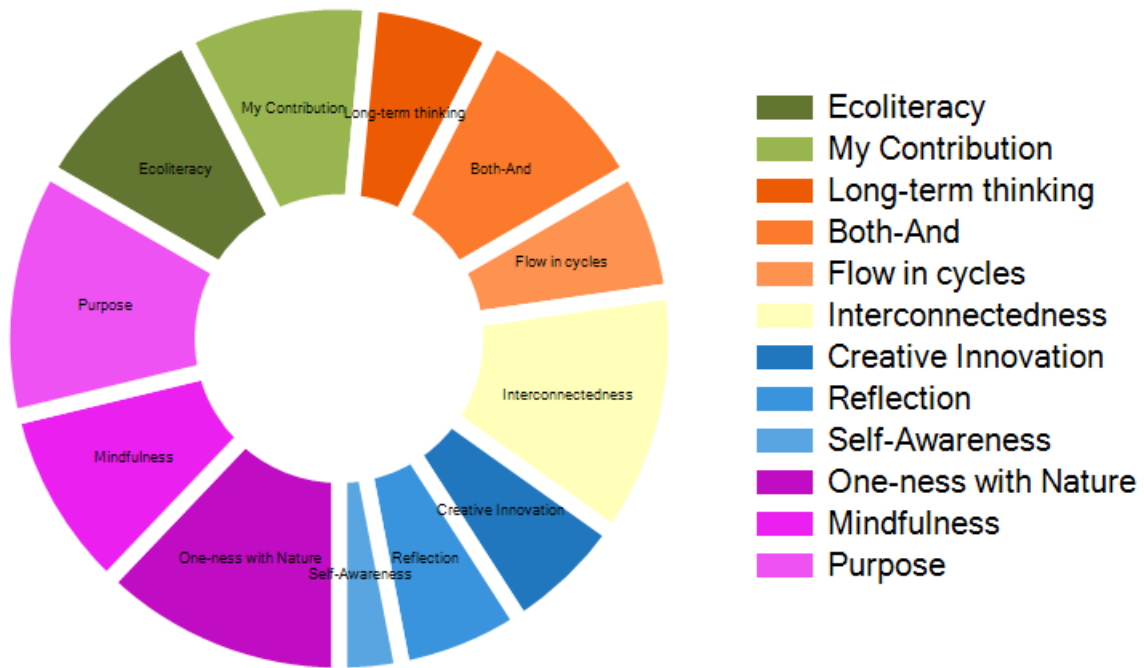 My Contribution
Long-term thinking
Ecoliteracy
Both-And
Flow in cycles
Purpose
Interconnectedness
Mindfulness
Creative Innovation
One-ness with Nature
Reflection
Self-Awareness
Ecoliteracy
My Contribution
Long-term thinking
Both-And
Flow in cycles
Interconnectedness
Creative Innovation
Reflection
Self-Awareness
One-ness with Nature
Mindfulness
Purpose